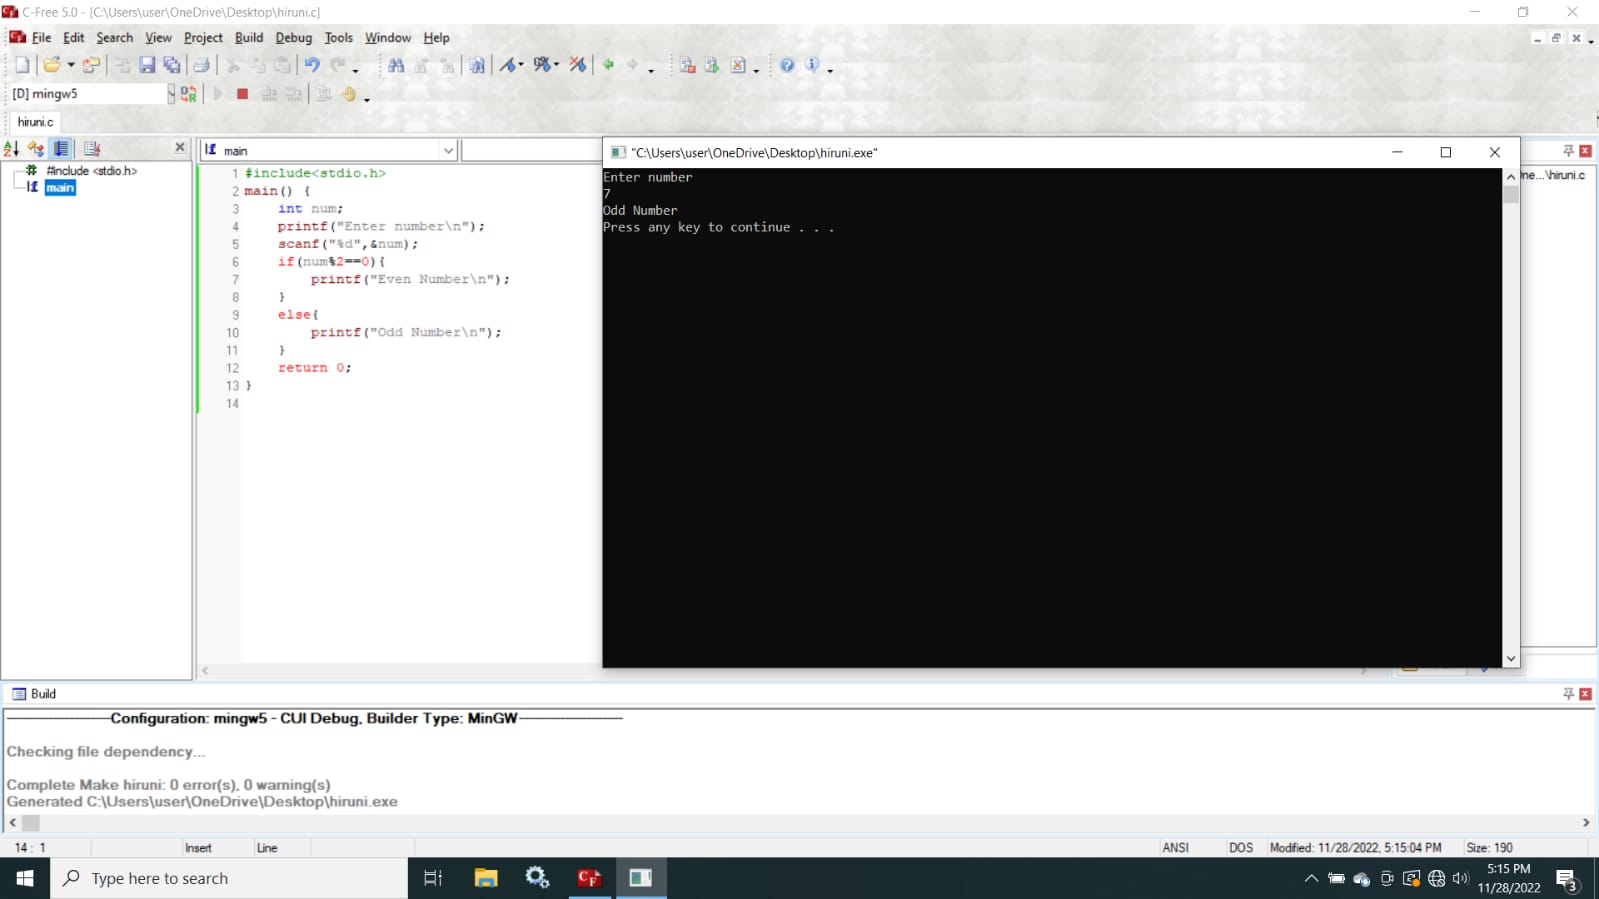 C-Free 5.0 - [C:\Users\user\OneDrive\Desktop\hiruni.c]
File Edit Search View Project Build Debug Tools Window Help
[D] mingw5
hiruni.c
main
#include <stdio.h>
main
1 #include<stdio.h>
2 main() {
3 int num;
4 printf("Enter number\n");
5 scanf("%d",&num);
6 if(num%2==0){
7 printf("Even Number\n");
8 }
9 else{
10 printf("Odd Number\n");
11 }
12 return 0;
13 }
14
"C:\Users\user\OneDrive\Desktop\hiruni.exe"
Enter number
7
Odd Number
Press any key to continue . . .
ne...\hiruni.c
Build
--------------------Configuration: mingw5 - CUI Debug, Builder Type: MinGW--------------------
Checking file dependency...
Complete Make hiruni: 0 error(s), 0 warning(s)
Generated C:\Users\user\OneDrive\Desktop\hiruni.exe
14 : 1 Insert Line ANSI DOS Modified: 11/28/2022, 5:15:04 PM Size: 190
Type here to search
5:15 PM
11/28/2022
3